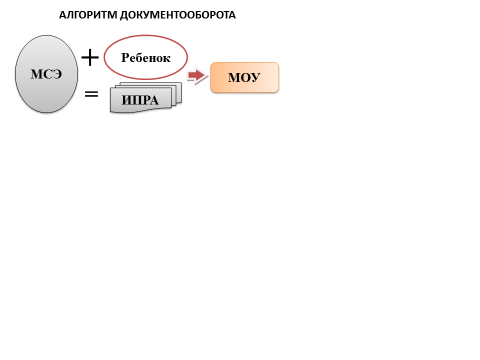 АЛГОРИТМ ДОКУМЕНТООБОРОТА
МСЭ
+
Ребенок
=
ИПРА
МОУ